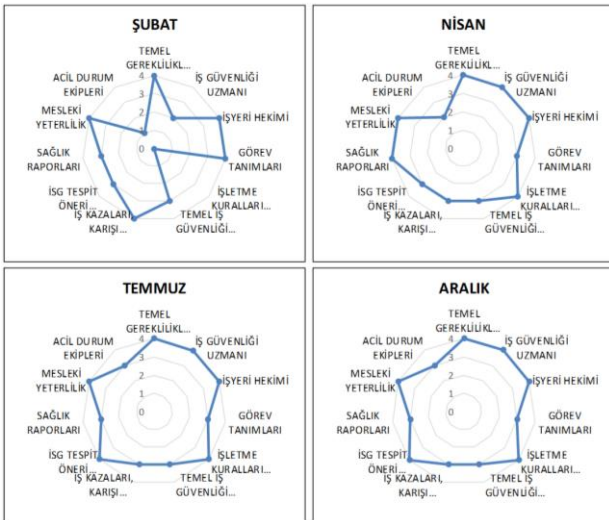 ŞUBAT
TEMEL
GEREKLİLİKL...
İŞ GÜVENLİĞİ
UZMANI
İŞYERİ HEKİMİ
GÖREV
TANIMLARI
İŞLETME
KURALLARI...
TEMEL İŞ
GÜVENLİĞİ...
İŞ KAZALARI,
KARIŞI...
İSG TESPİT
ÖNERİ...
SAĞLIK
RAPORLARI
MESLEKİ
YETERLİLİK
ACİL DURUM
EKİPLERİ
4
3
2
1
0
NİSAN
TEMEL
GEREKLİLİKL...
İŞ GÜVENLİĞİ
UZMANI
İŞYERİ HEKİMİ
GÖREV
TANIMLARI
İŞLETME
KURALLARI...
TEMEL İŞ
GÜVENLİĞİ...
İŞ KAZALARI,
KARIŞI...
İSG TESPİT
ÖNERİ...
SAĞLIK
RAPORLARI
MESLEKİ
YETERLİLİK
ACİL DURUM
EKİPLERİ
4
3
2
1
0
TEMMUZ
TEMEL
GEREKLİLİKL...
İŞ GÜVENLİĞİ
UZMANI
İŞYERİ HEKİMİ
GÖREV
TANIMLARI
İŞLETME
KURALLARI...
TEMEL İŞ
GÜVENLİĞİ...
İŞ KAZALARI,
KARIŞI...
İSG TESPİT
ÖNERİ...
SAĞLIK
RAPORLARI
MESLEKİ
YETERLİLİK
ACİL DURUM
EKİPLERİ
4
3
2
1
0
ARALIK
TEMEL
GEREKLİLİKL...
İŞ GÜVENLİĞİ
UZMANI
İŞYERİ HEKİMİ
GÖREV
TANIMLARI
İŞLETME
KURALLARI...
TEMEL İŞ
GÜVENLİĞİ...
İŞ KAZALARI,
KARIŞI...
İSG TESPİT
ÖNERİ...
SAĞLIK
RAPORLARI
MESLEKİ
YETERLİLİK
ACİL DURUM
EKİPLERİ
4
3
2
1
0